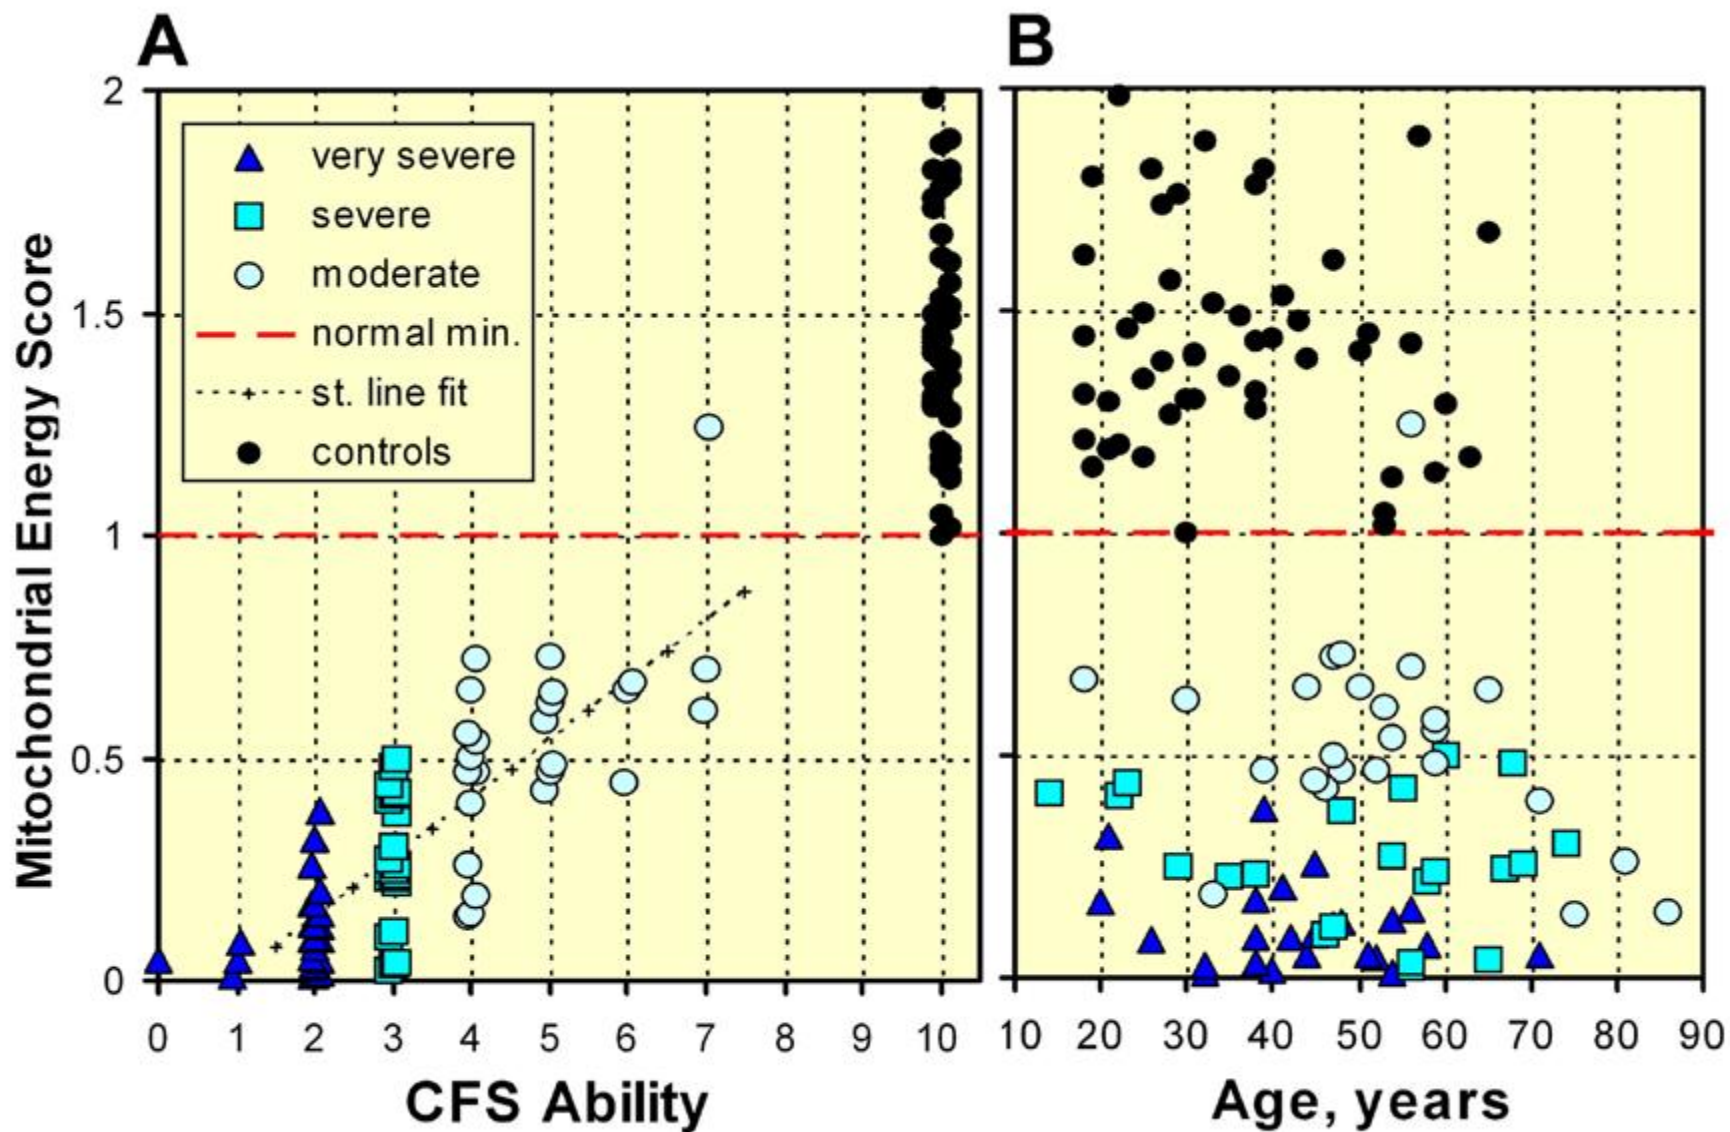 A
B
Mitochondrial Energy Score
2
1.5
1
0.5
0
very severe
severe
moderate
normal min.
st. line fit
controls
0 1 2 3 4 5 6 7 8 9 10
10 20 30 40 50 60 70 80 90
CFS Ability
Age, years